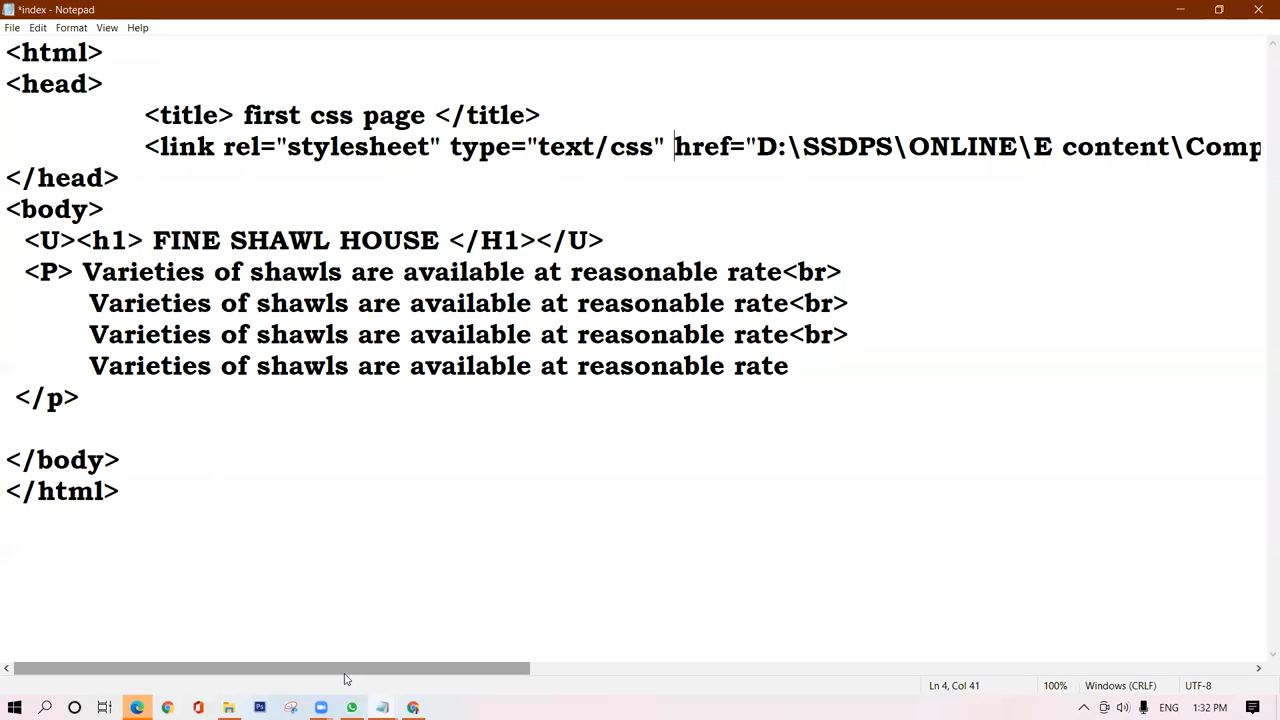 *index - Notepad
File Edit Format View Help
<html>
<head>
<title> first css page </title>
<link rel="stylesheet" type="text/css" href="D:\SSDPS\ONLINE\E content\Comp
</head>
<body>
<U><h1> FINE SHAWL HOUSE </H1></U>
<P> Varieties of shawls are available at reasonable rate<br>
Varieties of shawls are available at reasonable rate<br>
Varieties of shawls are available at reasonable rate<br>
Varieties of shawls are available at reasonable rate
</p>
</body>
</html>
Ln 4, Col 41 100% Windows (CRLF) UTF-8
Ps ENG 1:32 PM